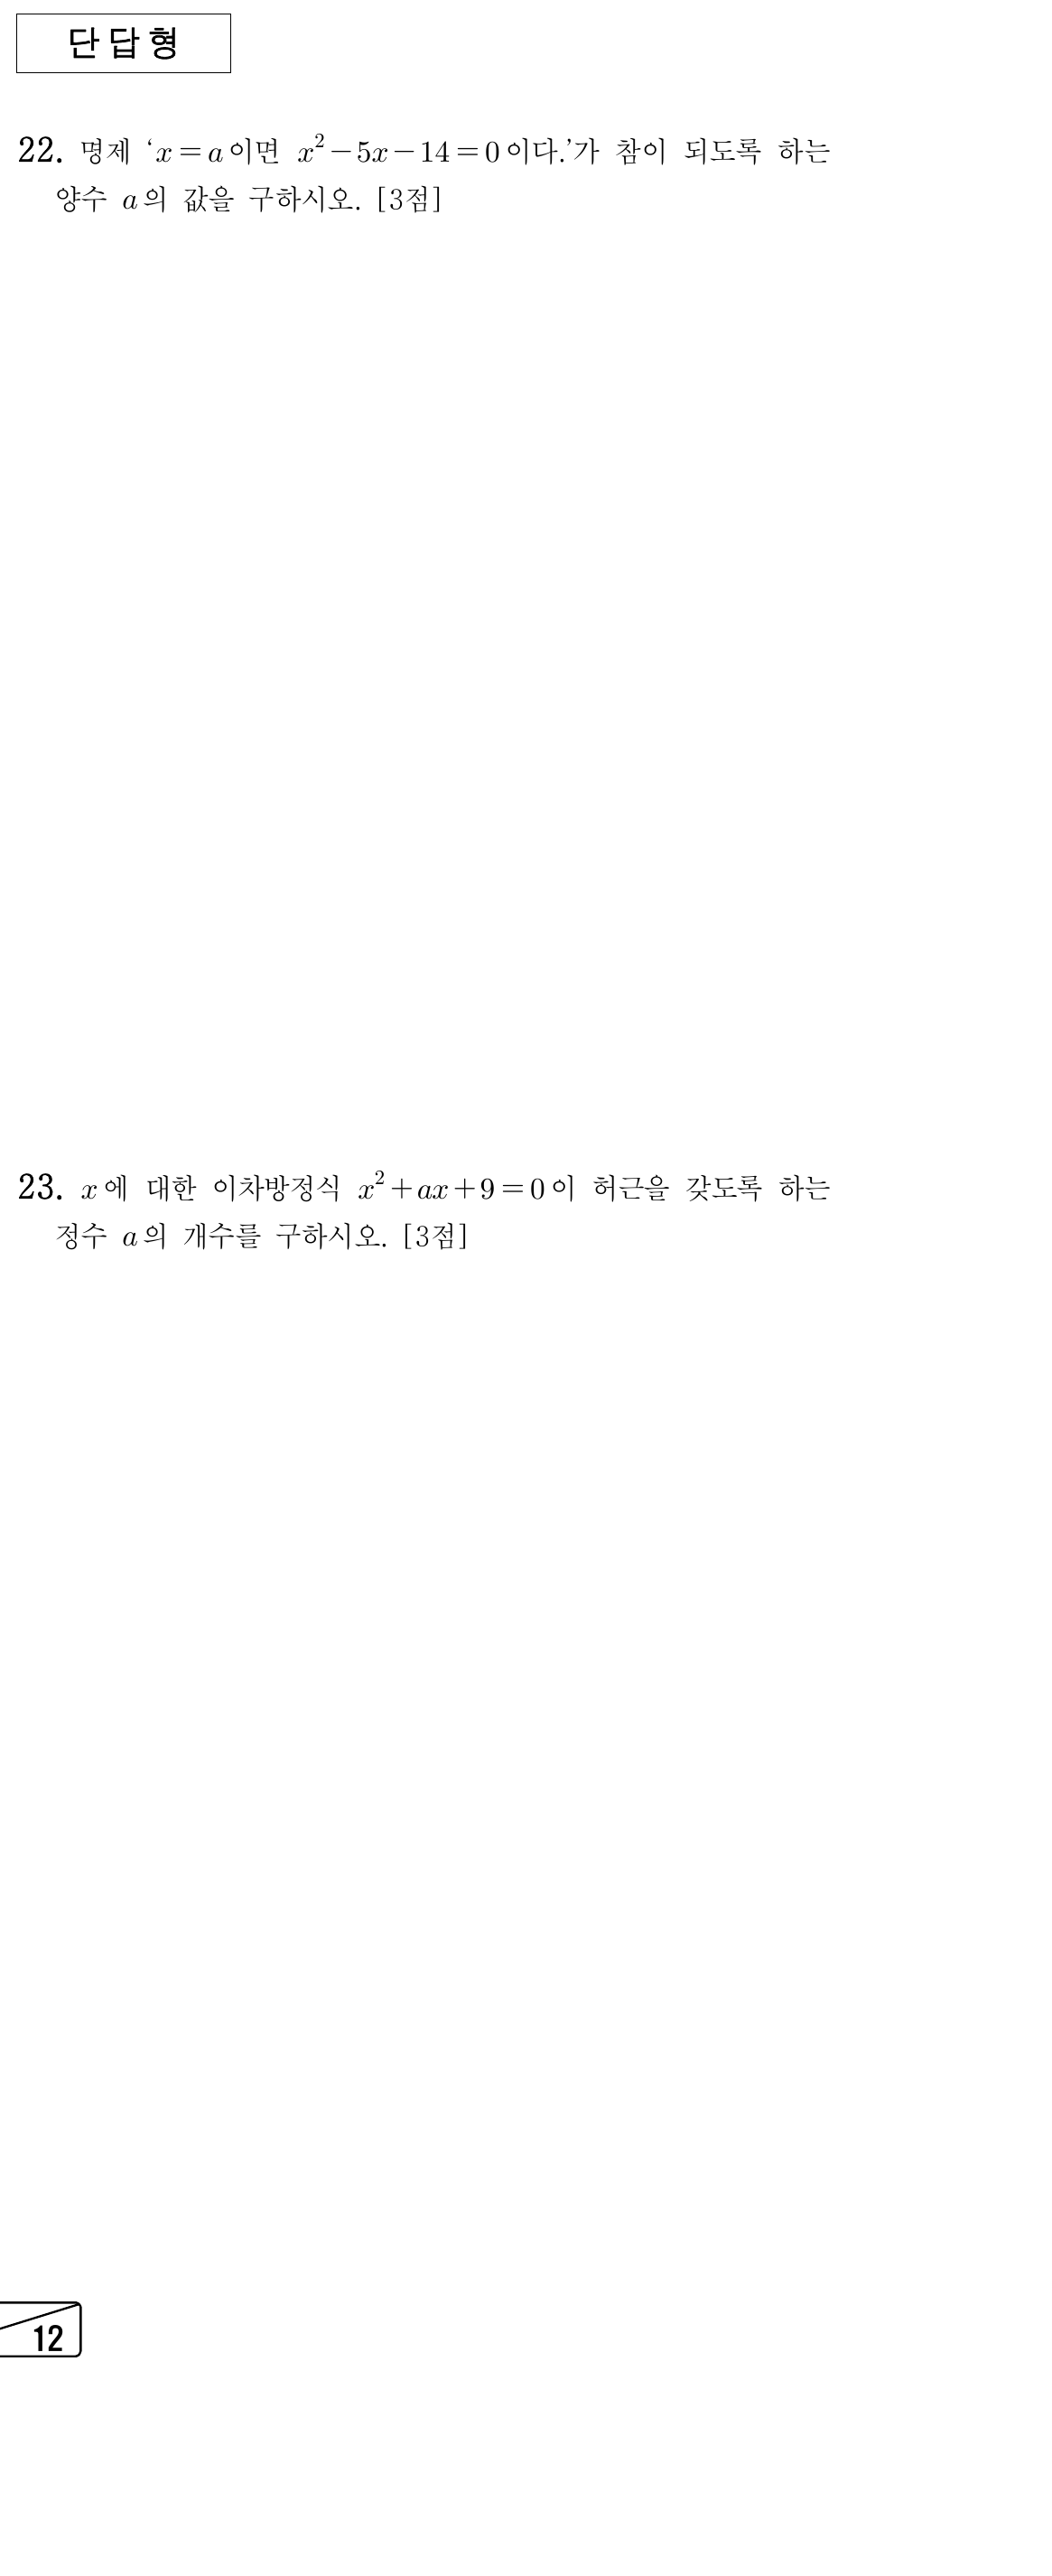 단답형
22. 명제 ‘x=a이면 x²-5x-14=0이다.’가 참이 되도록 하는
양수 a의 값을 구하시오. [3점]
23. x에 대한 이차방정식 x²+ax+9=0이 허근을 갖도록 하는
정수 a의 개수를 구하시오. [3점]
12